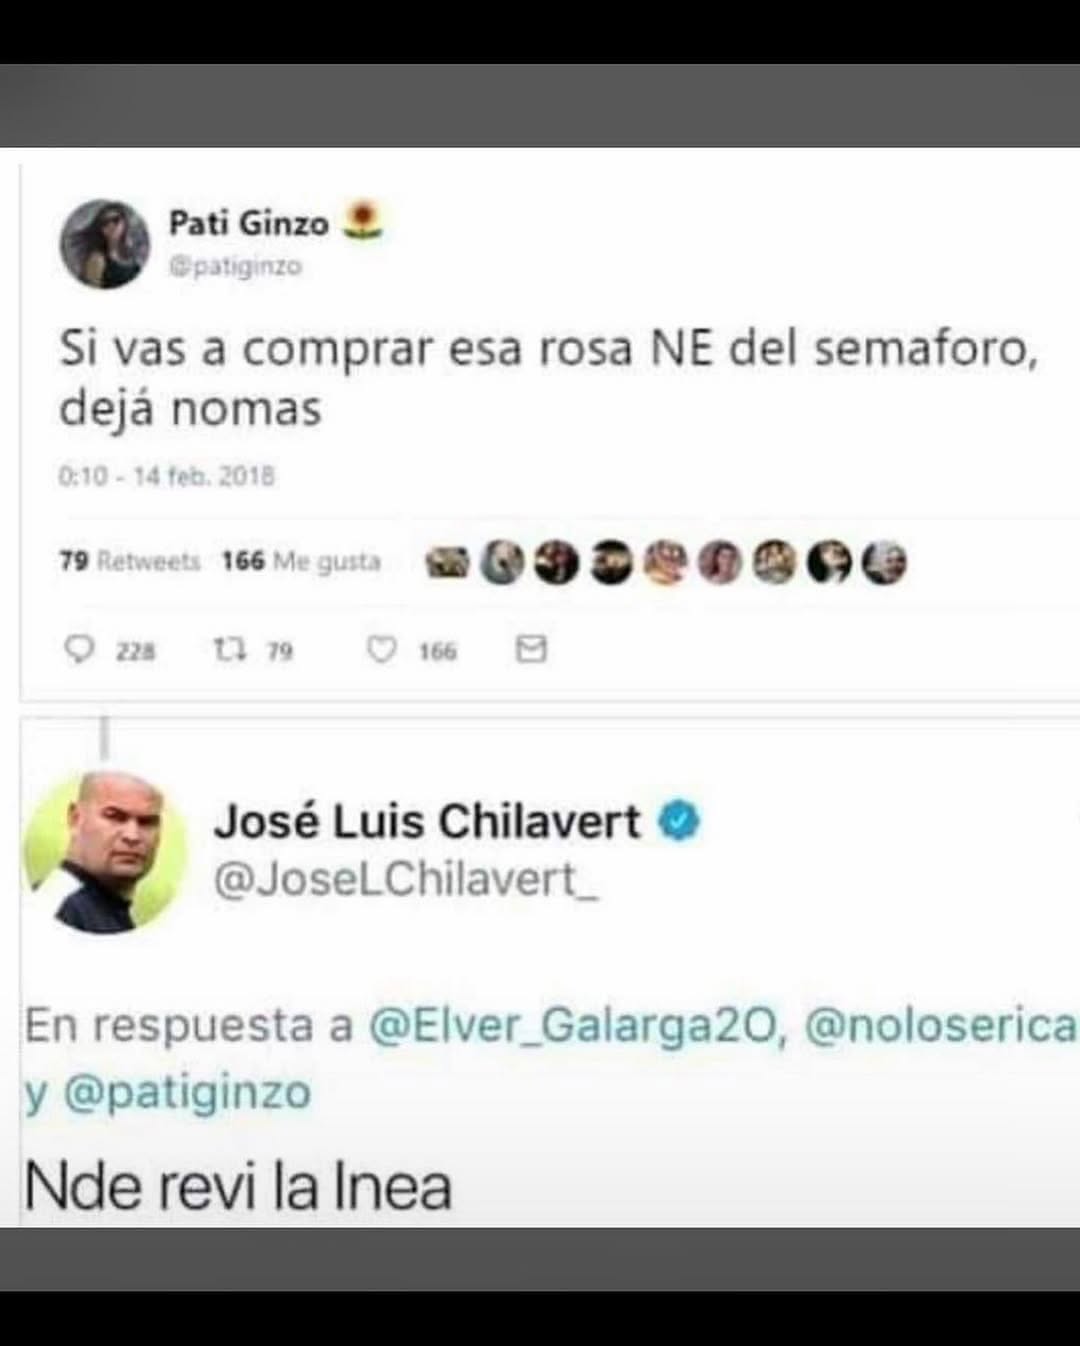 Pati Ginzo 🌻
@patiginzo
Si vas a comprar esa rosa NE del semaforo,
dejá nomas
0:10 - 14 feb. 2018
79 Retweets 166 Me gusta
228 79 166
José Luis Chilavert
@JoseLChilavert_
En respuesta a @Elver_Galarga20, @noloserica
y @patiginzo
Nde revi la Inea